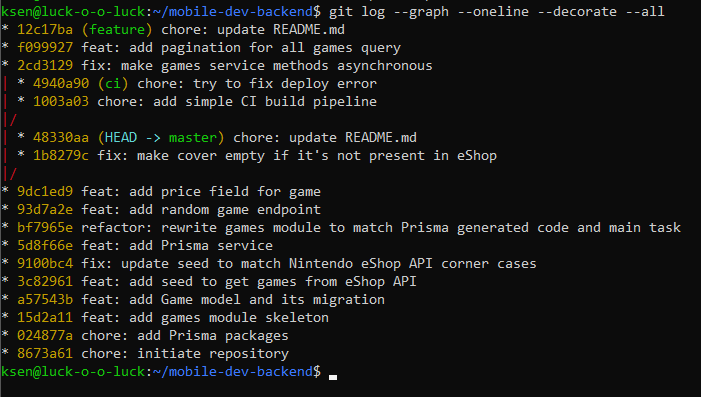 ksen@luck-o-o-luck:~/mobile-dev-backend$ git log --graph --oneline --decorate --all
* 12c17ba (feature) chore: update README.md
* f099927 feat: add pagination for all games query
* 2cd3129 fix: make games service methods asynchronous
| * 4940a90 (ci) chore: try to fix deploy error
| * 1003a03 chore: add simple CI build pipeline
|/
| * 48330aa (HEAD -> master) chore: update README.md
| * 1b8279c fix: make cover empty if it's not present in eShop
|/
* 9dc1ed9 feat: add price field for game
* 93d7a2e feat: add random game endpoint
* bf7965e refactor: rewrite games module to match Prisma generated code and main task
* 5d8f66e feat: add Prisma service
* 9100bc4 fix: update seed to match Nintendo eShop API corner cases
* 3c82961 feat: add seed to get games from eShop API
* a57543b feat: add Game model and its migration
* 15d2a11 feat: add games module skeleton
* 024877a chore: add Prisma packages
* 8673a61 chore: initiate repository
ksen@luck-o-o-luck:~/mobile-dev-backend$